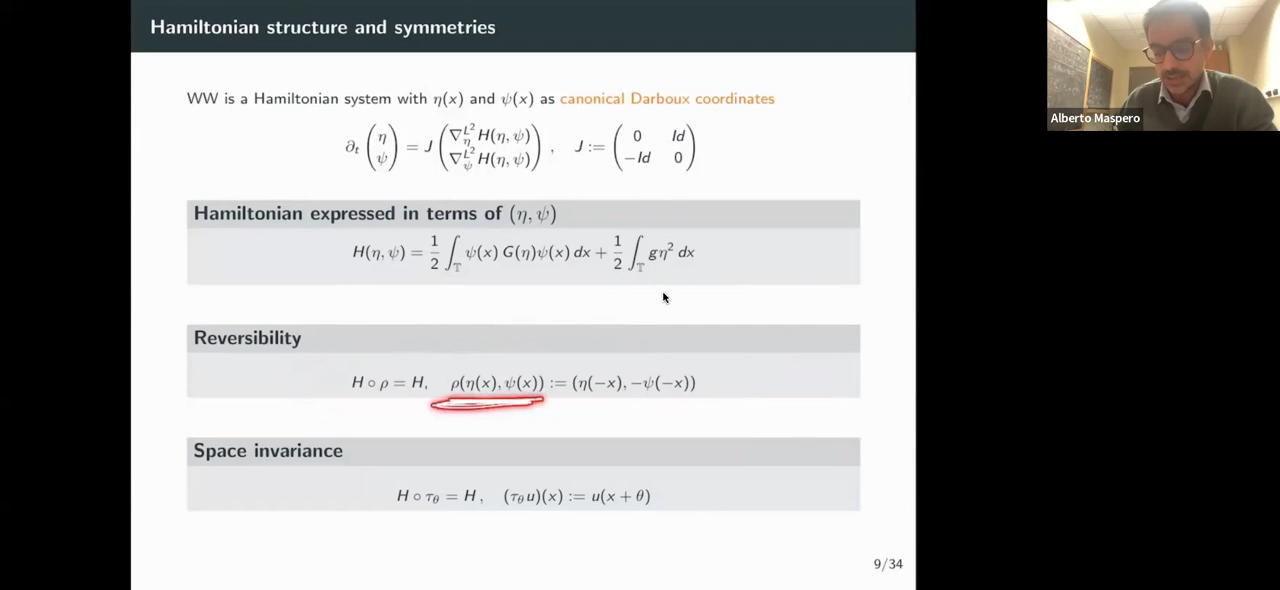 Hamiltonian structure and symmetries
WW is a Hamiltonian system with η(x) and ψ(x) as canonical Darboux coordinates
∂ₜ (η ψ) = J (∇_η^{L²} H(η, ψ) ∇_ψ^{L²} H(η, ψ)) , J := (0 Id −Id 0)
Hamiltonian expressed in terms of (η, ψ)
H(η, ψ) = 1/2 ∫_𝕋 ψ(x) G(η)ψ(x) dx + 1/2 ∫_𝕋 gη² dx
Reversibility
H ∘ ρ = H, ρ(η(x), ψ(x)) := (η(−x), −ψ(−x))
Space invariance
H ∘ τ_θ = H , (τ_θ u)(x) := u(x + θ)
9/34
Alberto Maspero